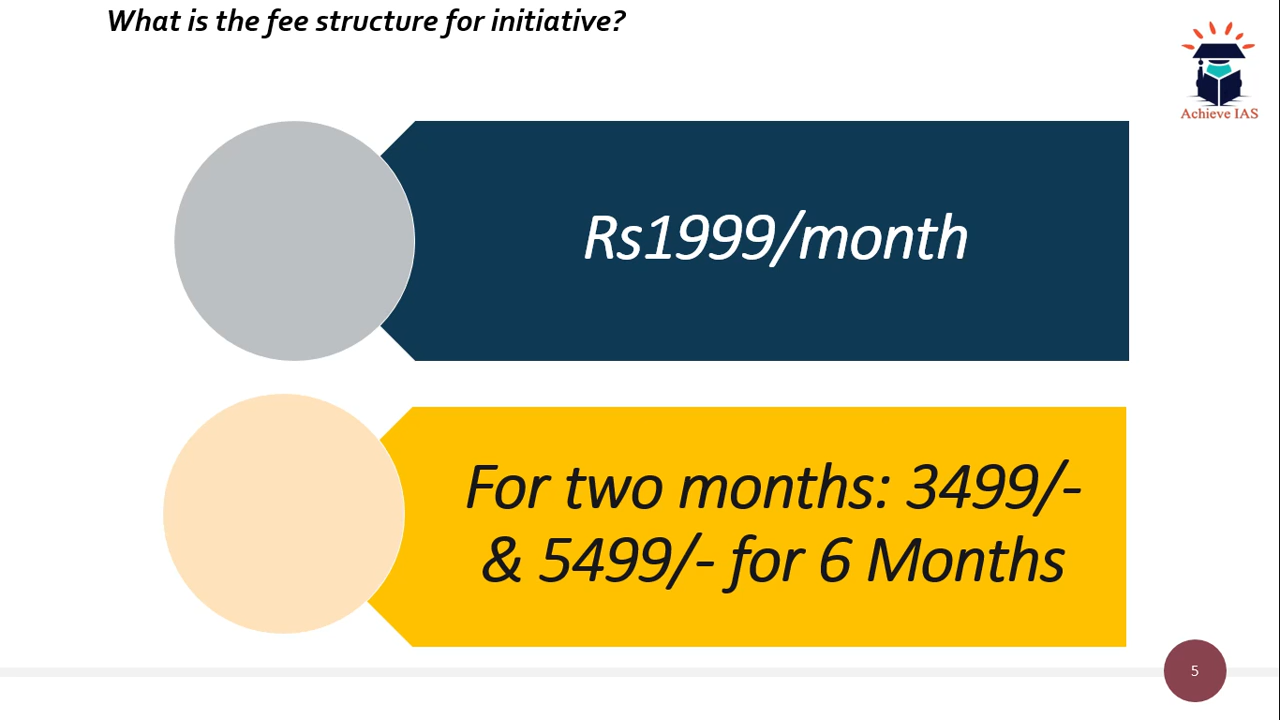 What is the fee structure for initiative?
Achieve IAS
Rs1999/month
For two months: 3499/-
& 5499/- for 6 Months
5